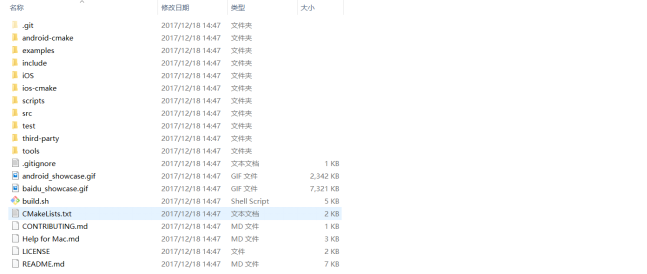 名称 修改日期 类型 大小
.git 2017/12/18 14:47 文件夹
android-cmake 2017/12/18 14:47 文件夹
examples 2017/12/18 14:47 文件夹
include 2017/12/18 14:47 文件夹
iOS 2017/12/18 14:47 文件夹
ios-cmake 2017/12/18 14:47 文件夹
scripts 2017/12/18 14:47 文件夹
src 2017/12/18 14:47 文件夹
test 2017/12/18 14:47 文件夹
third-party 2017/12/18 14:47 文件夹
tools 2017/12/18 14:47 文件夹
.gitignore 2017/12/18 14:47 文本文档 1 KB
android_showcase.gif 2017/12/18 14:47 GIF 文件 2,342 KB
baidu_showcase.gif 2017/12/18 14:47 GIF 文件 7,321 KB
build.sh 2017/12/18 14:47 Shell Script 5 KB
CMakeLists.txt 2017/12/18 14:47 文本文档 2 KB
CONTRIBUTING.md 2017/12/18 14:47 MD 文件 1 KB
Help for Mac.md 2017/12/18 14:47 MD 文件 3 KB
LICENSE 2017/12/18 14:47 文件 2 KB
README.md 2017/12/18 14:47 MD 文件 7 KB